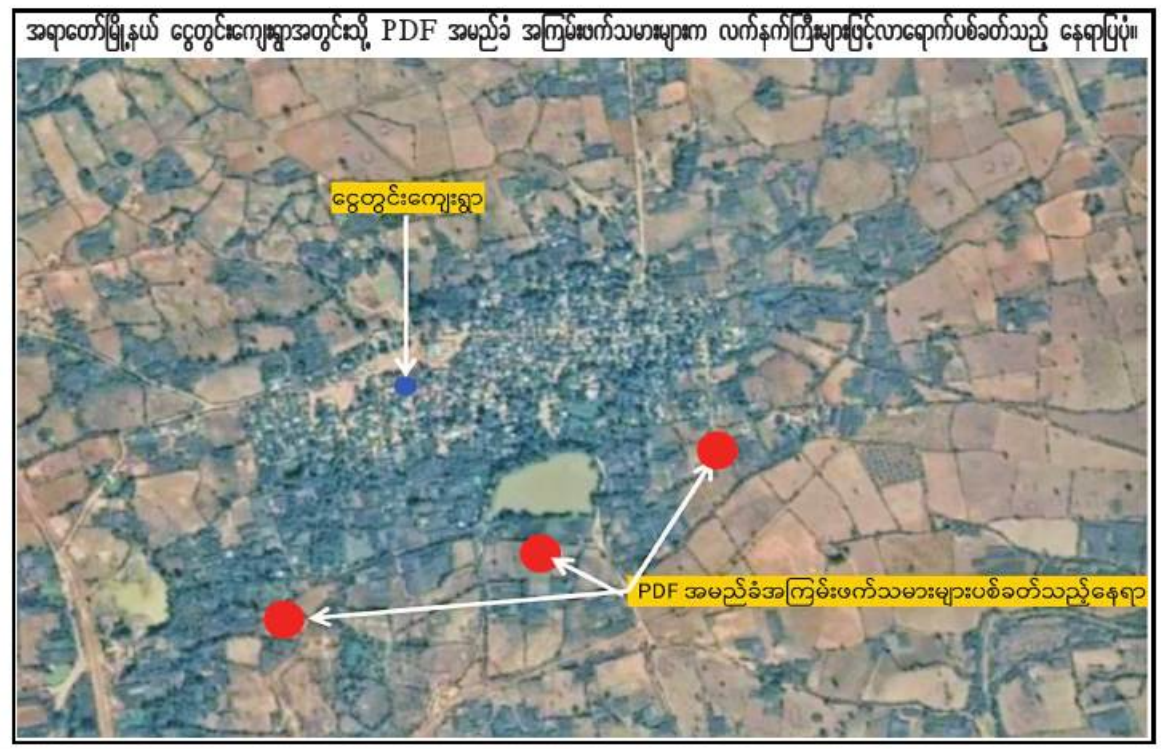 အရာတော်မြို့နယ် ငွေတွင်းကျေးရွာအတွင်းသို့ PDF အမည်ခံ အကြမ်းဖက်သမားများက လက်နက်ကြီးများဖြင့်လာရောက်ပစ်ခတ်သည့် နေရာပြပုံ။
ငွေတွင်းကျေးရွာ
PDF အမည်ခံအကြမ်းဖက်သမားများပစ်ခတ်သည့်နေရာ